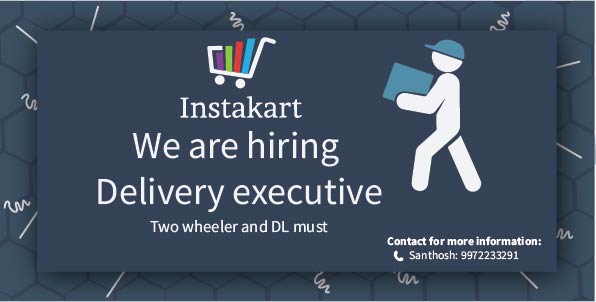 Instakart
We are hiring
Delivery executive
Two wheeler and DL must
Contact for more information:
Santhosh: 9972233291